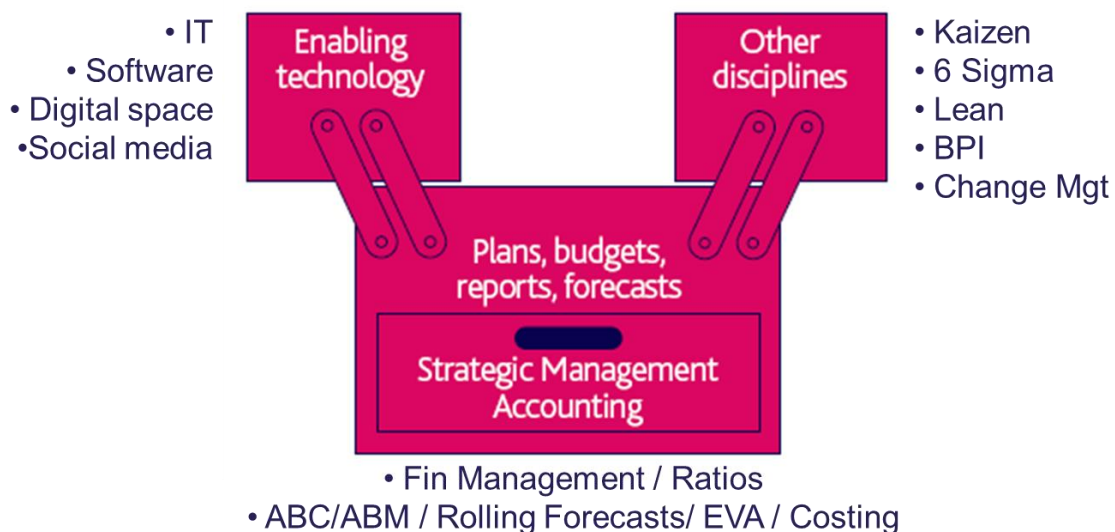 • IT
• Software
• Digital space
•Social media
Enabling
technology
Other
disciplines
• Kaizen
• 6 Sigma
• Lean
• BPI
• Change Mgt
Plans, budgets,
reports, forecasts
Strategic Management
Accounting
• Fin Management / Ratios
• ABC/ABM / Rolling Forecasts/ EVA / Costing